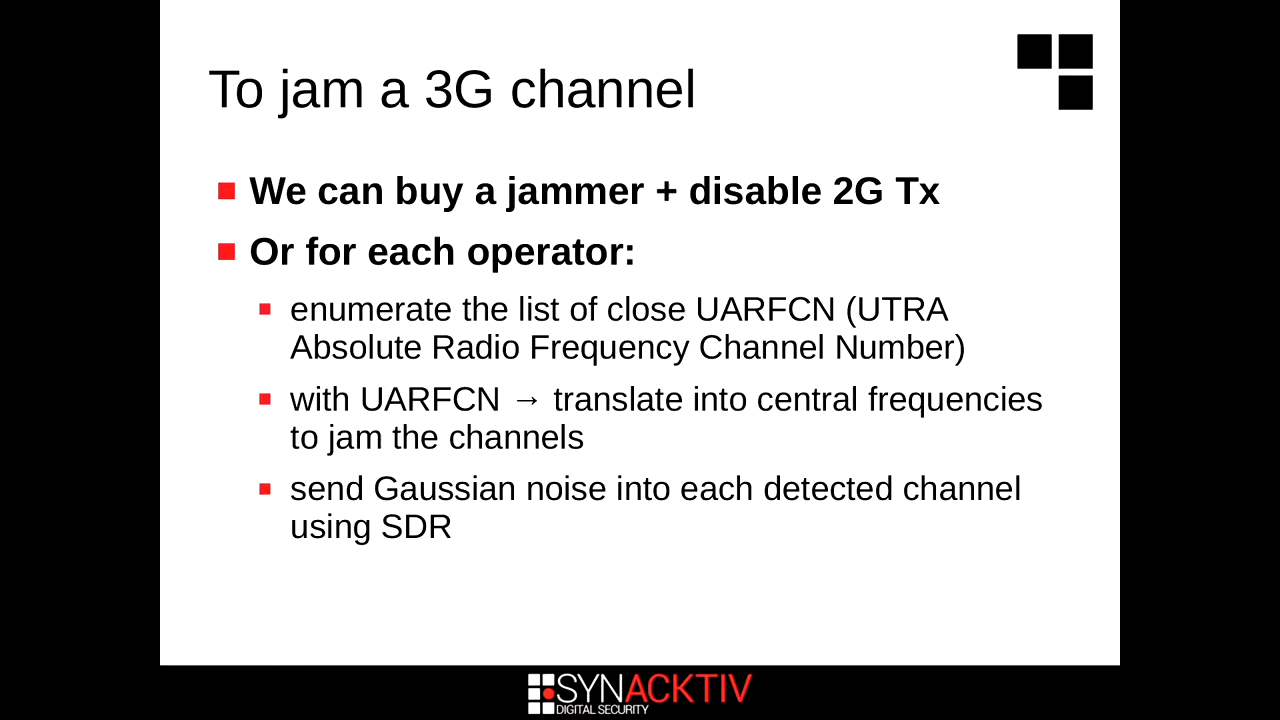 To jam a 3G channel
We can buy a jammer + disable 2G Tx
Or for each operator:
enumerate the list of close UARFCN (UTRA
Absolute Radio Frequency Channel Number)
with UARFCN → translate into central frequencies
to jam the channels
send Gaussian noise into each detected channel
using SDR
SYNACKTIV
DIGITAL SECURITY